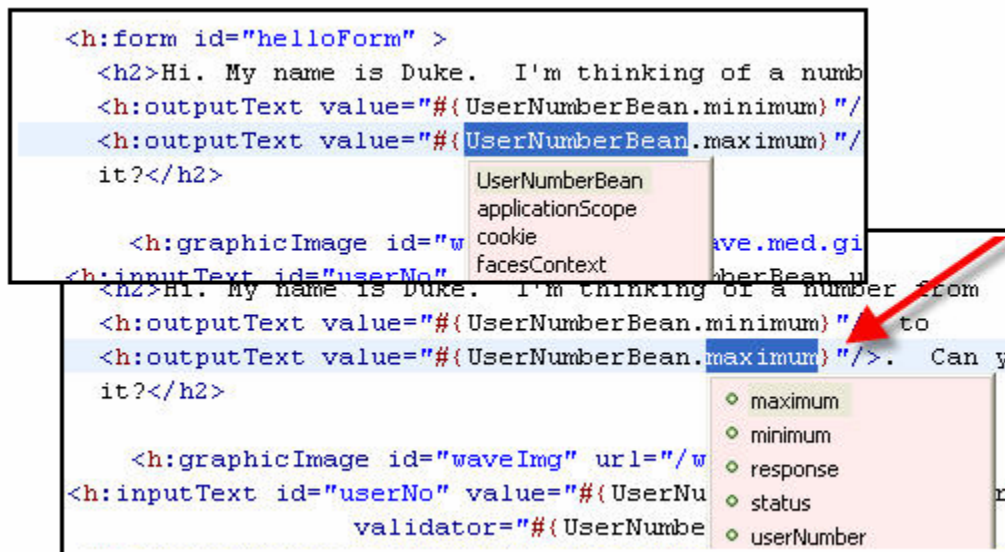 <h:form id="helloForm" >
<h2>Hi. My name is Duke.  I'm thinking of a numb
<h:outputText value="#{UserNumberBean.minimum}"/
<h:outputText value="#{UserNumberBean.maximum}"/
it?</h2>
UserNumberBean
applicationScope
cookie
facesContext
<h:graphicImage id="w ave.med.gi
<h:inputText id="userNo"
<h2>Hi. My name is Duke.  I'm thinking of a number from
<h:outputText value="#{UserNumberBean.minimum}"/> to
<h:outputText value="#{UserNumberBean.maximum}"/>.  Can y
it?</h2>
maximum
minimum
response
status
userNumber
<h:graphicImage id="waveImg" url="/w
<h:inputText id="userNo" value="#{UserNu
validator="#{UserNumbe